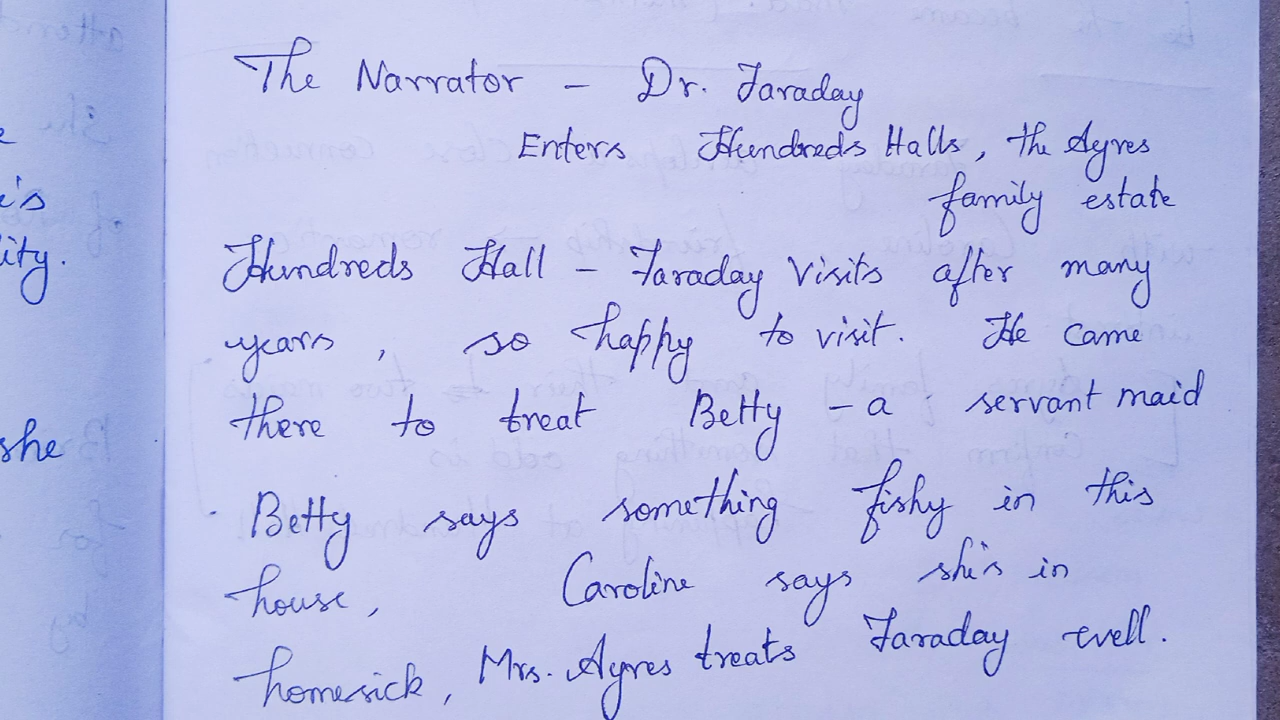 The Narrator - Dr. Faraday
Enters Hundreds Halls, the Ayres
family estate
Hundreds Hall - Faraday visits after many
years, so happy to visit. He came
there to treat Betty - a servant maid
. Betty says something fishy in this
house, Caroline says she's in
homesick, Mrs. Ayres treats Faraday well.
e
e's
ity.
she